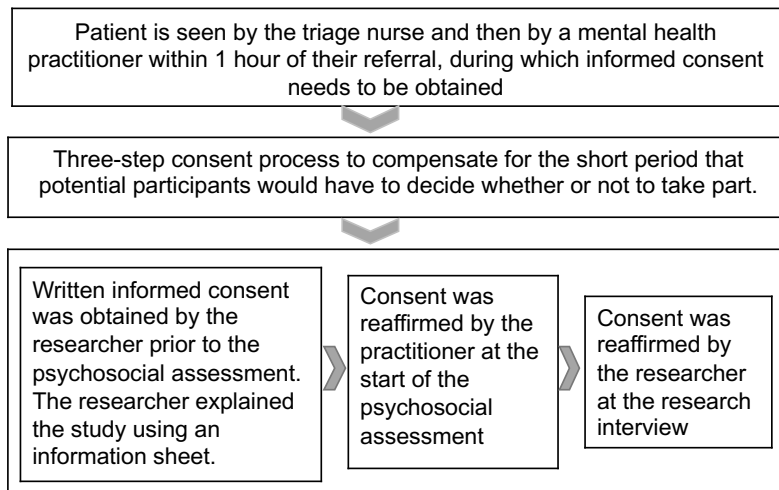 Patient is seen by the triage nurse and then by a mental health
practitioner within 1 hour of their referral, during which informed consent
needs to be obtained
Three-step consent process to compensate for the short period that
potential participants would have to decide whether or not to take part.
Written informed consent
was obtained by the
researcher prior to the
psychosocial assessment.
The researcher explained
the study using an
information sheet.
Consent was
reaffirmed by the
practitioner at the
start of the
psychosocial
assessment
Consent was
reaffirmed by
the researcher
at the research
interview